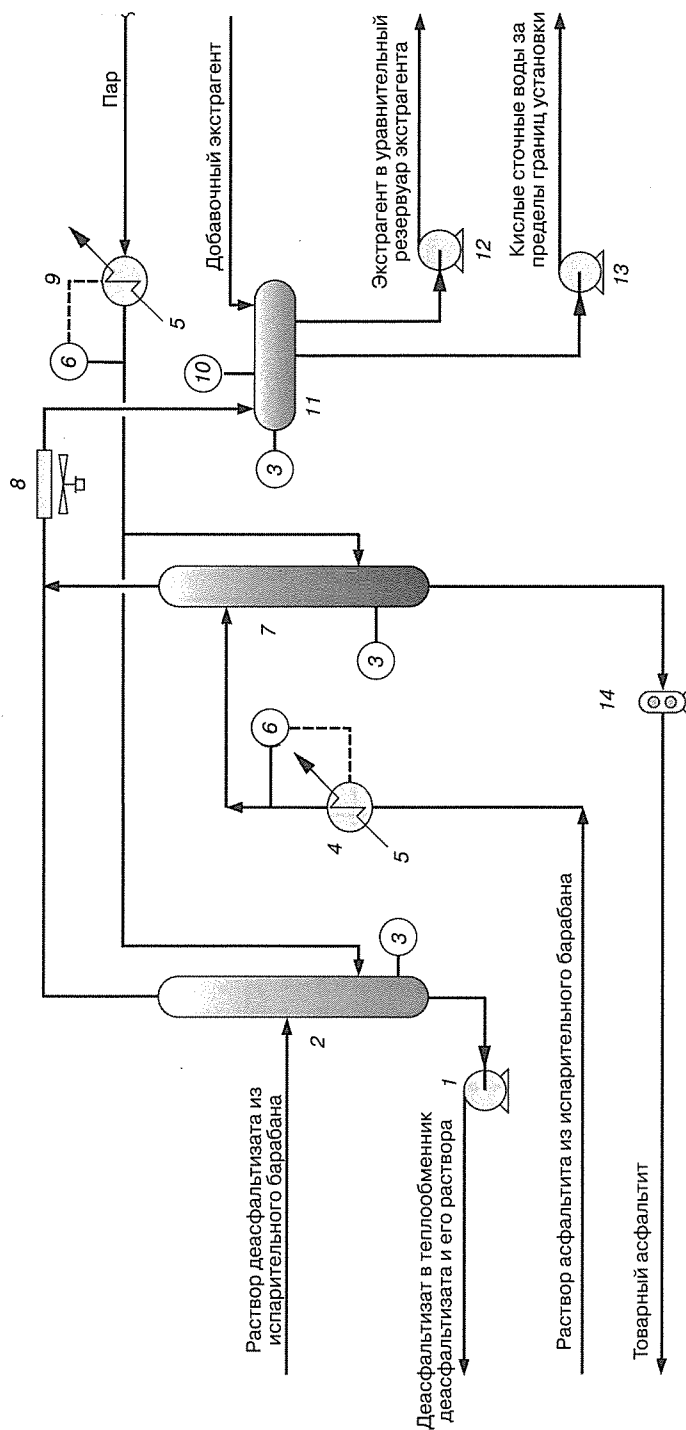 Пар
Добавочный экстрагент
Экстрагент в уравнительный
резервуар экстрагента
Кислые сточные воды за
пределы границ установки
9
6
5
10
11
3
12
13
8
7
3
6
4
5
14
3
2
1
Раствор деасфальтизата из
испарительного барабана
Деасфальтизат в теплообменник
деасфальтизата и его раствора
Раствор асфальтита из испарительного барабана
Товарный асфальтит